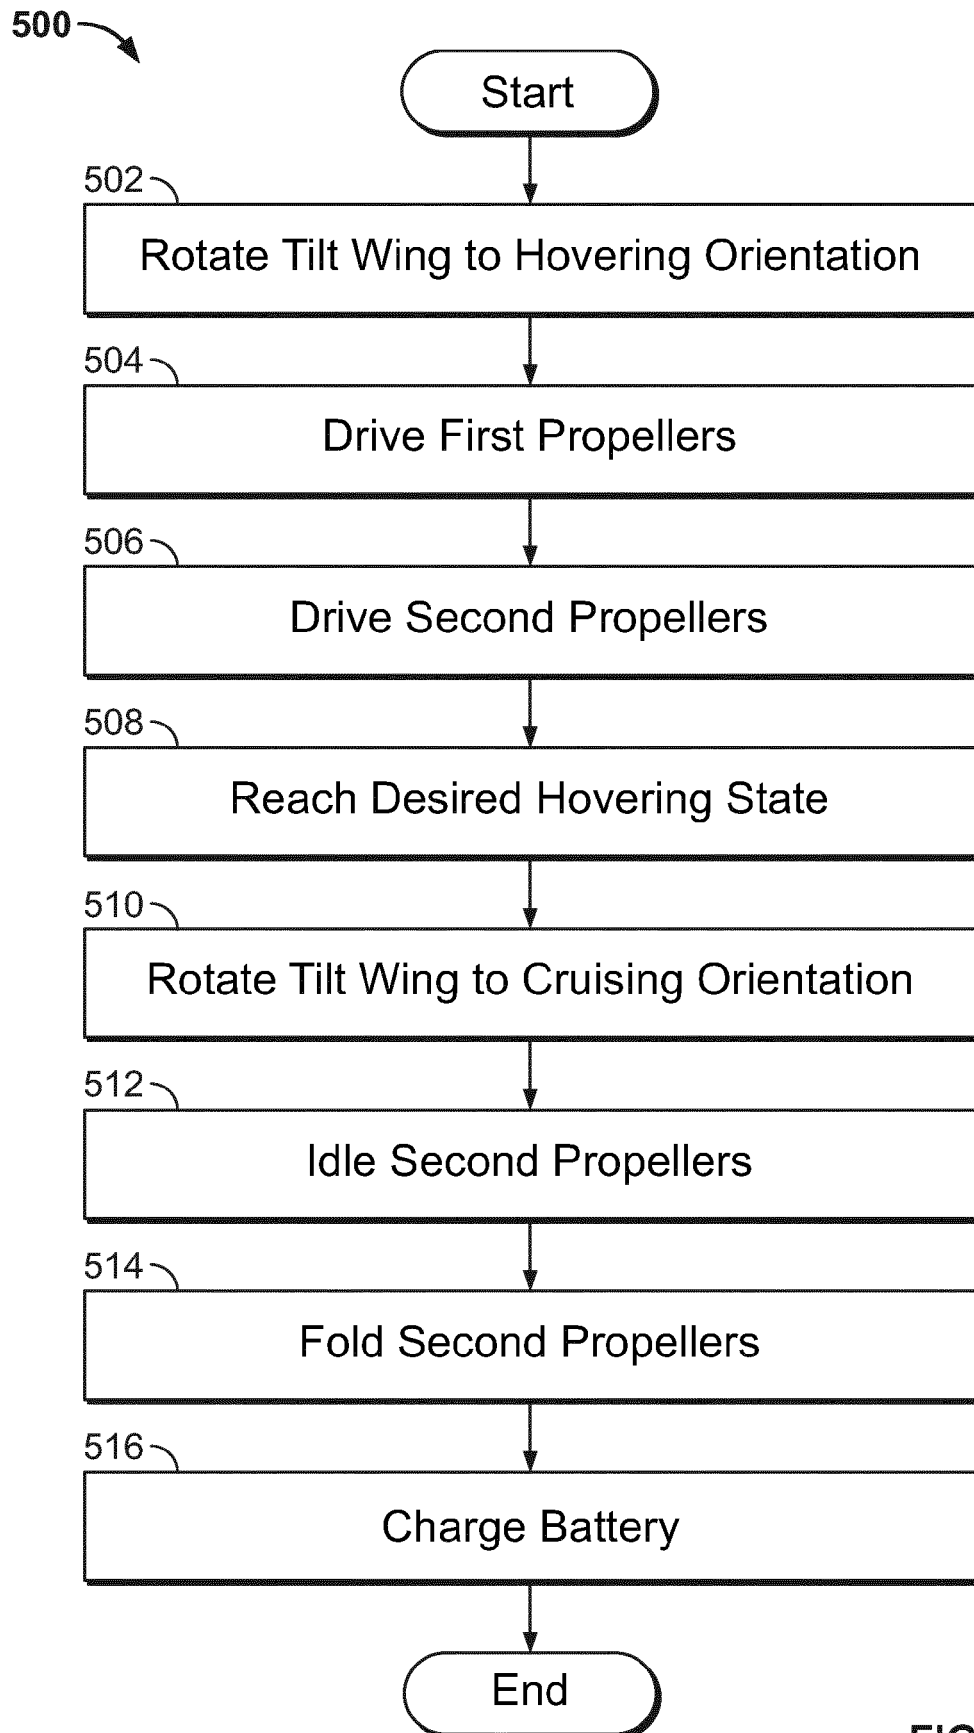 500
Start
502
Rotate Tilt Wing to Hovering Orientation
504
Drive First Propellers
506
Drive Second Propellers
508
Reach Desired Hovering State
510
Rotate Tilt Wing to Cruising Orientation
512
Idle Second Propellers
514
Fold Second Propellers
516
Charge Battery
End